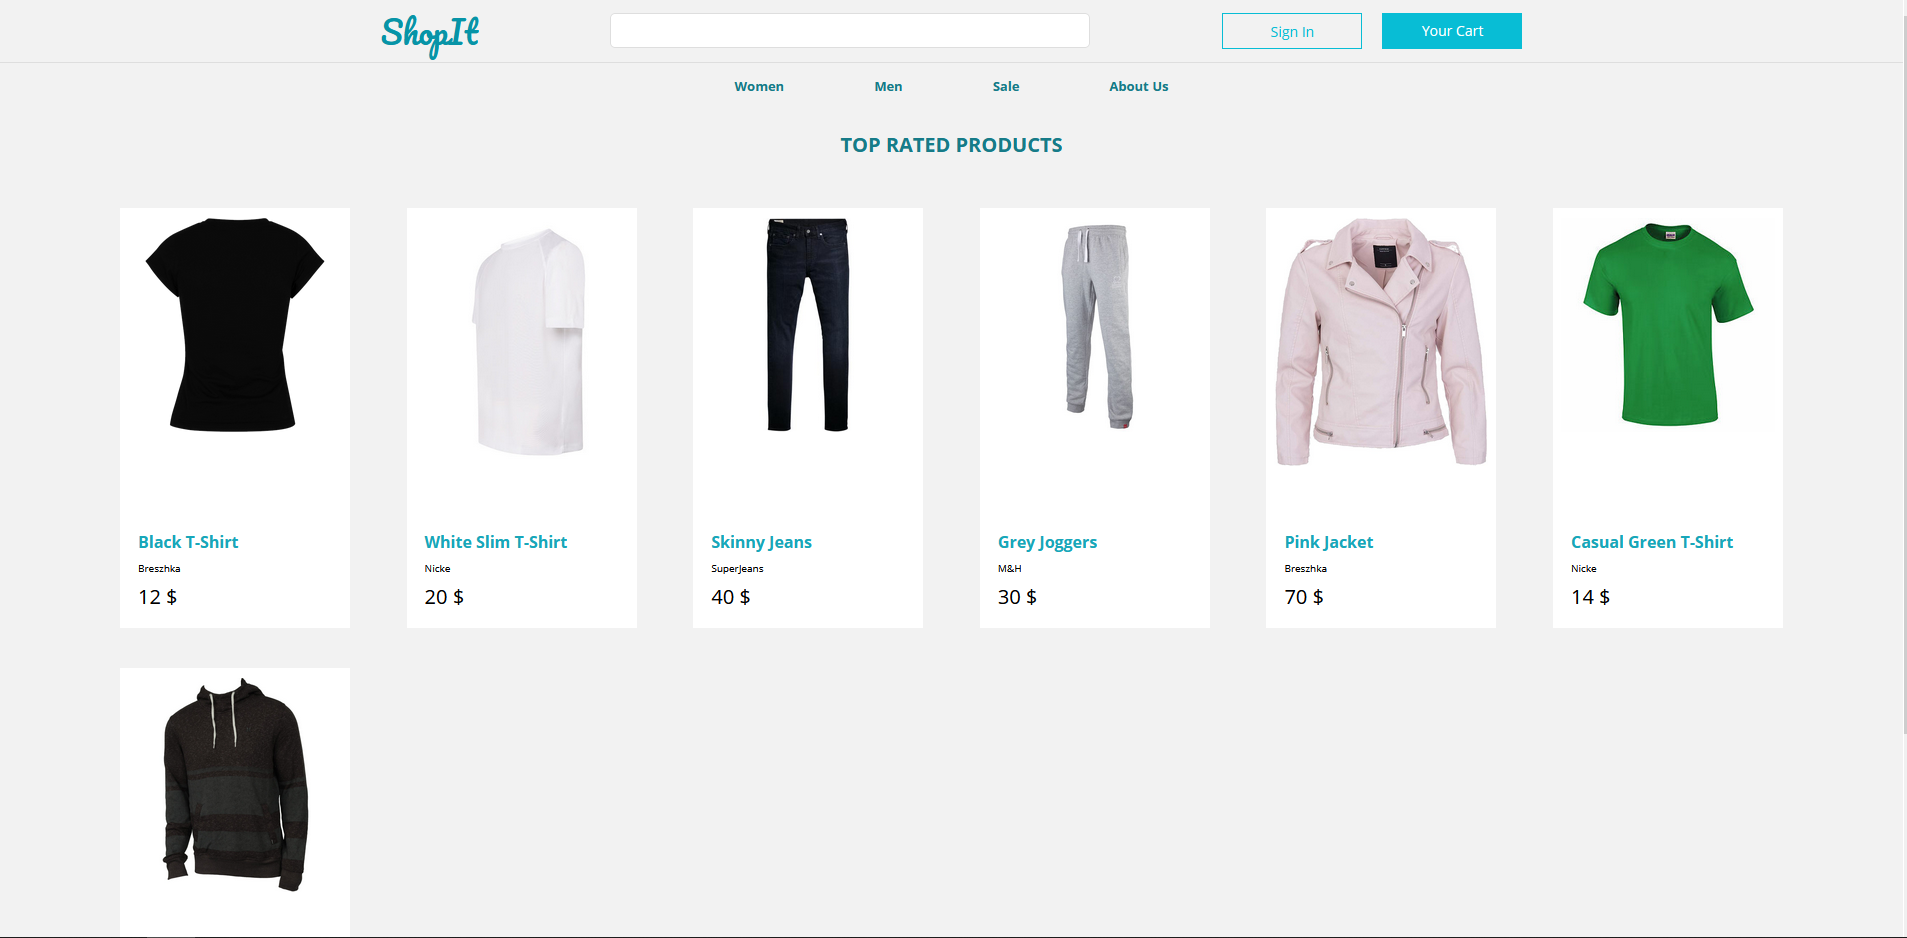 ShopIt
Sign In
Your Cart
Women
Men
Sale
About Us
TOP RATED PRODUCTS
Black T-Shirt
Breszhka
12 $
White Slim T-Shirt
Nicke
20 $
Skinny Jeans
SuperJeans
40 $
Grey Joggers
M&H
30 $
Pink Jacket
Breszhka
70 $
Casual Green T-Shirt
Nicke
14 $